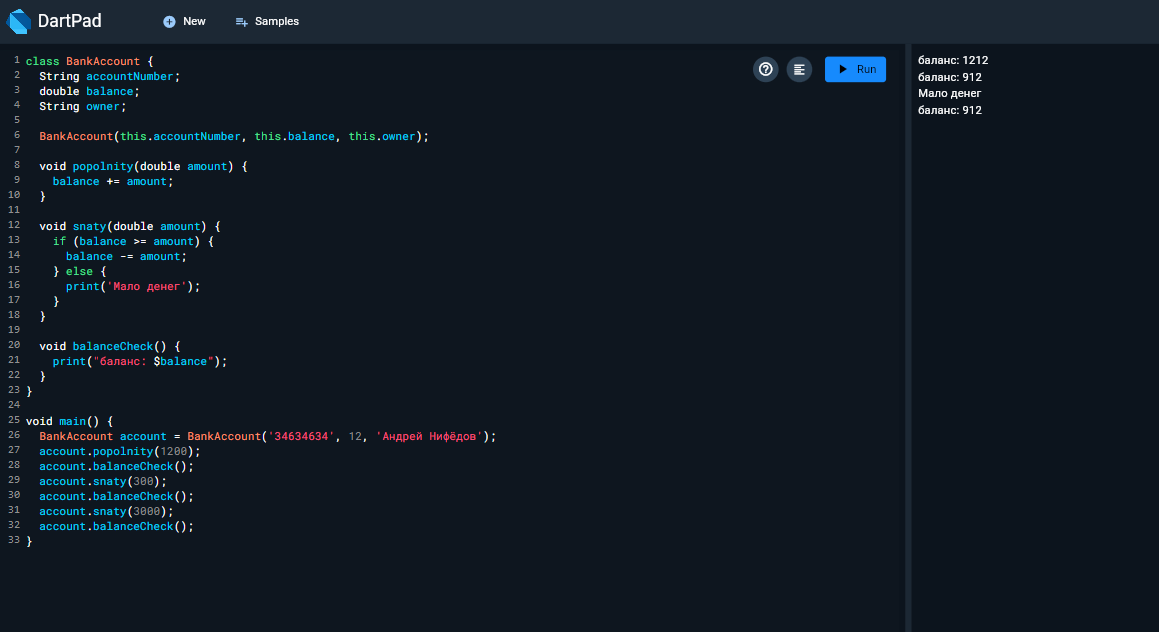 DartPad
New
Samples
Run
1 class BankAccount {
2   String accountNumber;
3   double balance;
4   String owner;
5
6   BankAccount(this.accountNumber, this.balance, this.owner);
7
8   void popolnity(double amount) {
9     balance += amount;
10   }
11
12   void snaty(double amount) {
13     if (balance >= amount) {
14       balance -= amount;
15     } else {
16       print('Мало денег');
17     }
18   }
19
20   void balanceCheck() {
21     print("баланс: $balance");
22   }
23 }
24
25 void main() {
26   BankAccount account = BankAccount('34634634', 12, 'Андрей Нифёдов');
27   account.popolnity(1200);
28   account.balanceCheck();
29   account.snaty(300);
30   account.balanceCheck();
31   account.snaty(3000);
32   account.balanceCheck();
33 }
баланс: 1212
баланс: 912
Мало денег
баланс: 912